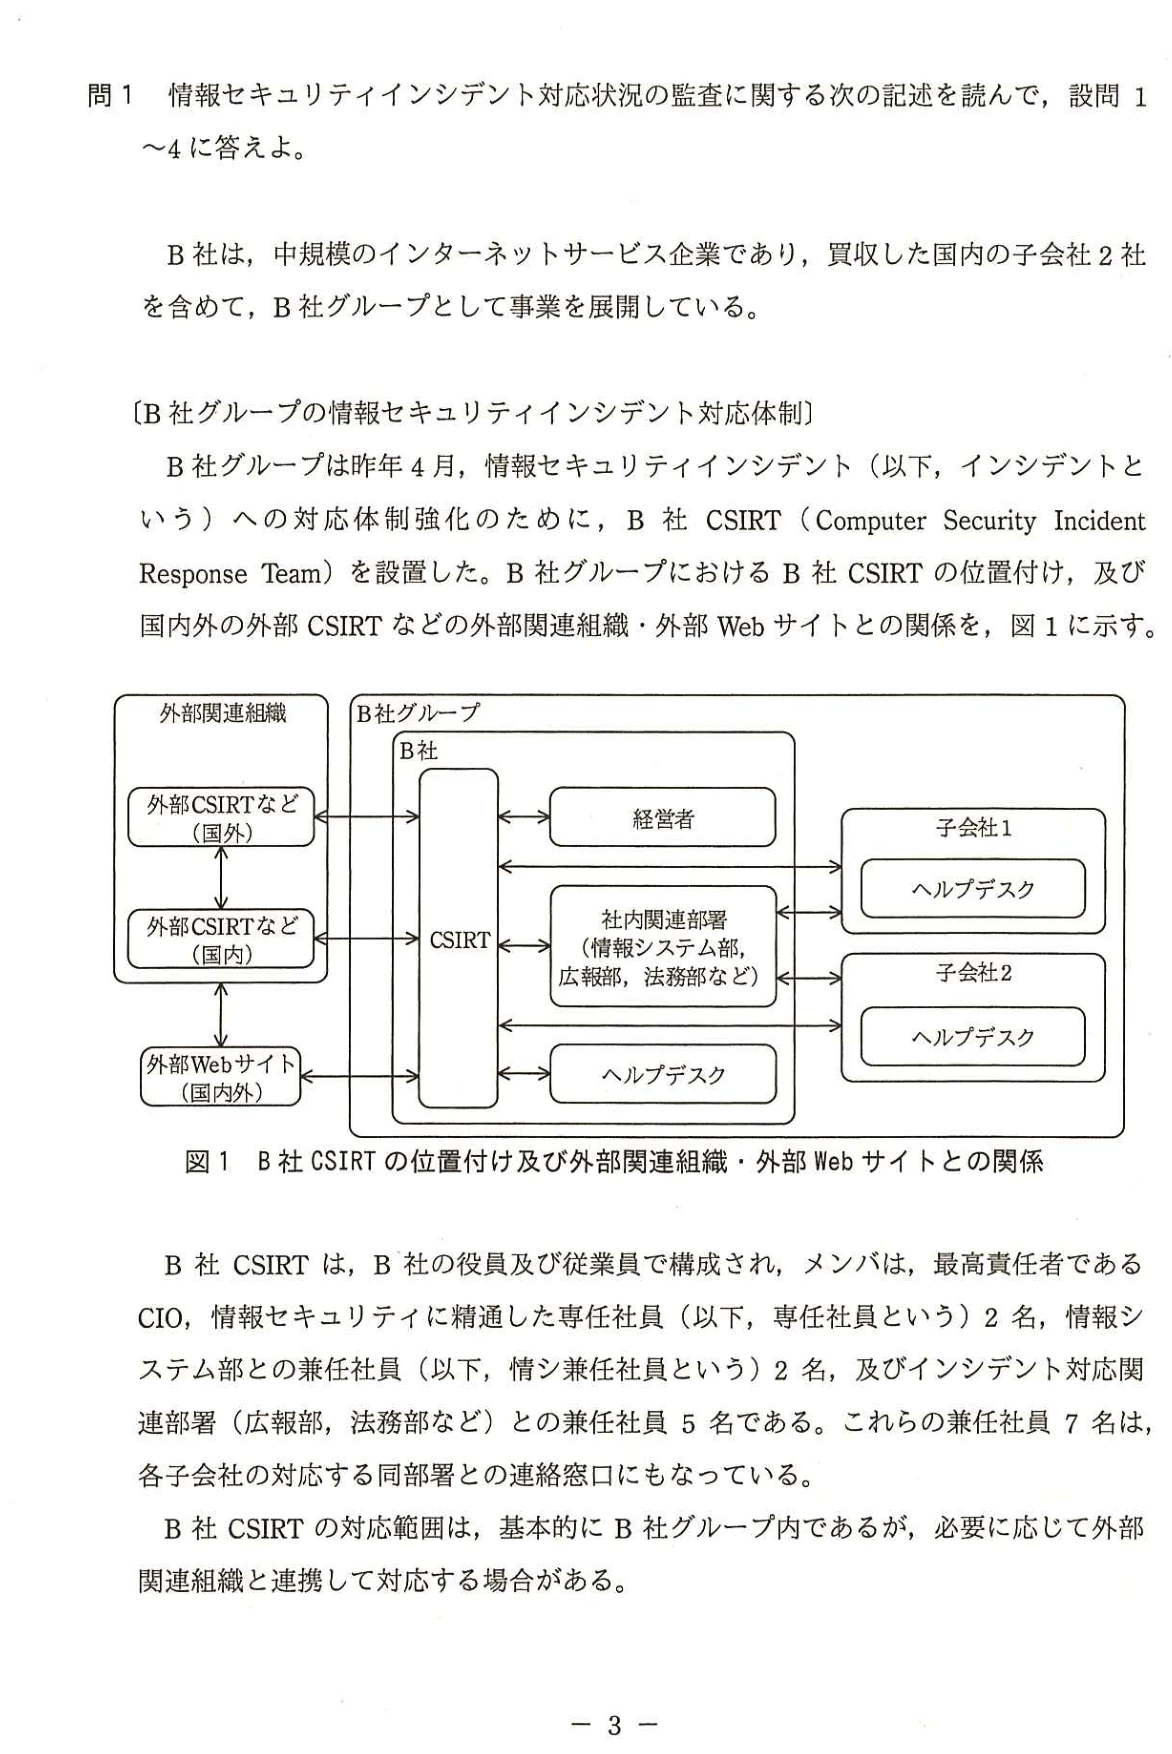 問1 情報セキュリティインシデント対応状況の監査に関する次の記述を読んで，設問 1
～4 に答えよ。
B 社は，中規模のインターネットサービス企業であり，買収した国内の子会社 2 社
を含めて，B 社グループとして事業を展開している。
〔B 社グループの情報セキュリティインシデント対応体制〕
B 社グループは昨年 4 月，情報セキュリティインシデント（以下，インシデントと
いう）への対応体制強化のために，B 社 CSIRT（Computer Security Incident
Response Team）を設置した。B 社グループにおける B 社 CSIRT の位置付け，及び
国内外の外部 CSIRT などの外部関連組織・外部 Web サイトとの関係を，図 1 に示す。
外部関連組織
外部CSIRTなど
（国外）
外部CSIRTなど
（国内）
外部Webサイト
（国内外）
B社グループ
B社
CSIRT
経営者
社内関連部署
（情報システム部，
広報部，法務部など）
ヘルプデスク
子会社1
ヘルプデスク
子会社2
ヘルプデスク
図1 B 社 CSIRT の位置付け及び外部関連組織・外部 Web サイトとの関係
B 社 CSIRT は，B 社の役員及び従業員で構成され，メンバは，最高責任者である
CIO，情報セキュリティに精通した専任社員（以下，専任社員という）2 名，情報シ
ステム部との兼任社員（以下，情シ兼任社員という）2 名，及びインシデント対応関
連部署（広報部，法務部など）との兼任社員 5 名である。これらの兼任社員 7 名は，
各子会社の対応する同部署との連絡窓口にもなっている。
B 社 CSIRT の対応範囲は，基本的に B 社グループ内であるが，必要に応じて外部
関連組織と連携して対応する場合がある。
－ 3 －